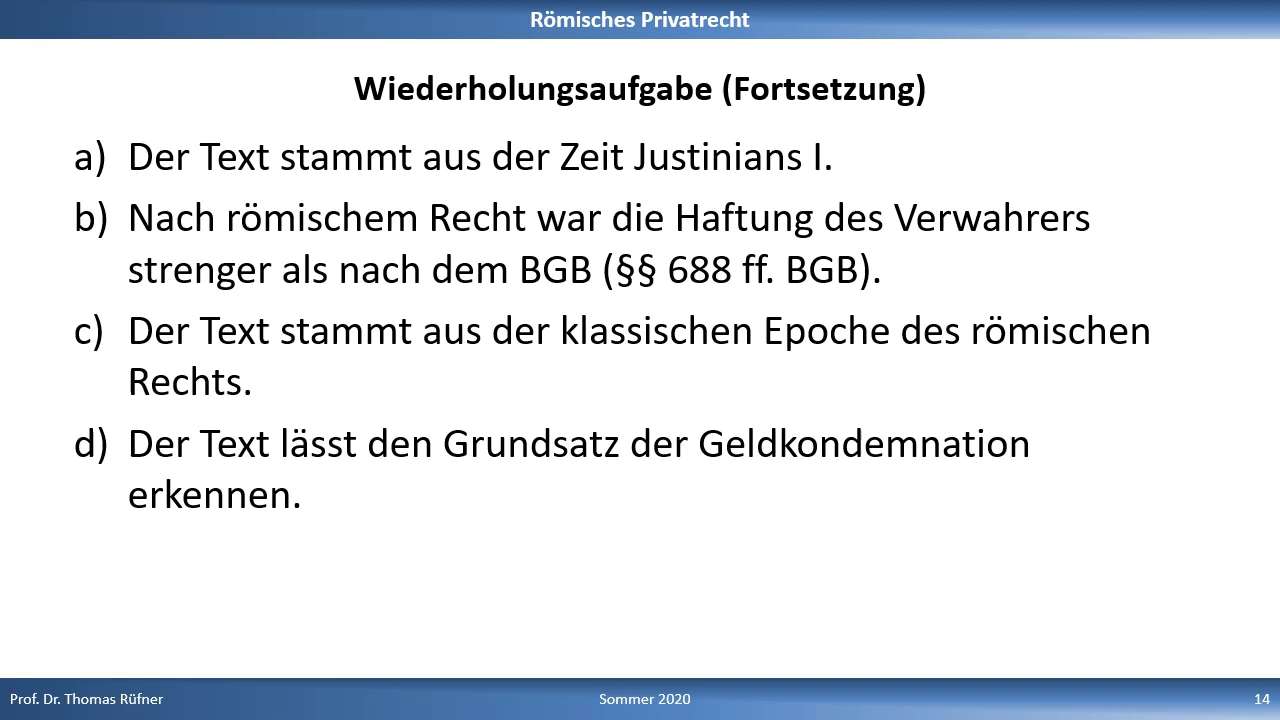 Römisches Privatrecht
Wiederholungsaufgabe (Fortsetzung)
a) Der Text stammt aus der Zeit Justinians I.
b) Nach römischem Recht war die Haftung des Verwahrers
strenger als nach dem BGB (§§ 688 ff. BGB).
c) Der Text stammt aus der klassischen Epoche des römischen
Rechts.
d) Der Text lässt den Grundsatz der Geldkondemnation
erkennen.
Prof. Dr. Thomas Rüfner
Sommer 2020
14